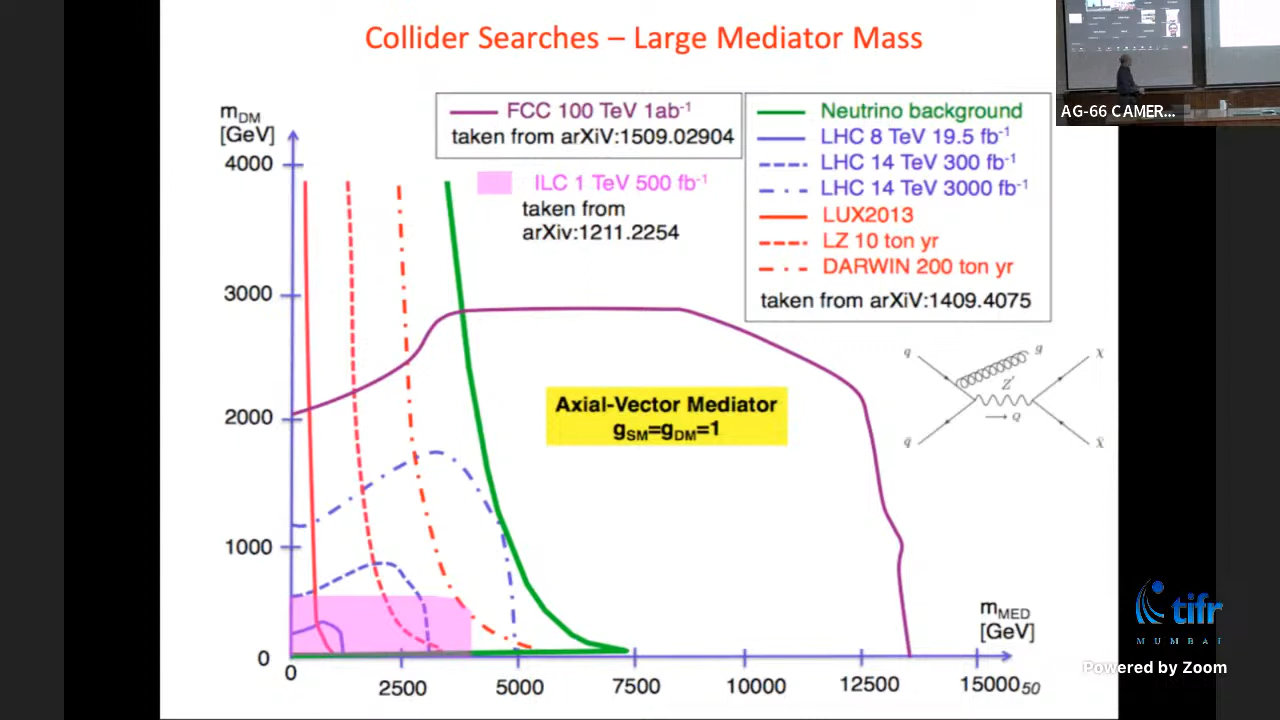 Collider Searches – Large Mediator Mass
AG-66 CAMER...
m_DM
[GeV]
FCC 100 TeV 1ab⁻¹
taken from arXiV:1509.02904
ILC 1 TeV 500 fb⁻¹
taken from
arXiv:1211.2254
Neutrino background
LHC 8 TeV 19.5 fb⁻¹
LHC 14 TeV 300 fb⁻¹
LHC 14 TeV 3000 fb⁻¹
LUX2013
LZ 10 ton yr
DARWIN 200 ton yr
taken from arXiV:1409.4075
4000
3000
2000
1000
0
q
g
χ
Z′
Q
q̄
χ̄
Axial-Vector Mediator
g_SM=g_DM=1
m_MED
[GeV]
0
2500
5000
7500
10000
12500
15000
50
tifr
MUMBAI
Powered by Zoom